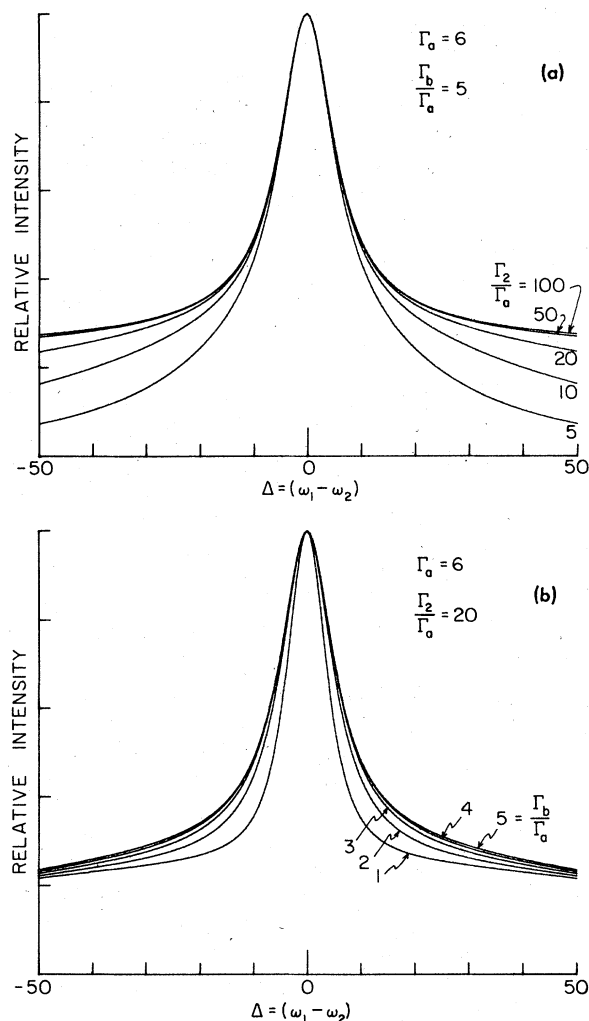 Γa = 6
(a)
Γb/Γa = 5
RELATIVE INTENSITY
Γ2/Γa = 100
50
20
10
5
-50
0
50
Δ = (ω1 − ω2)
Γa = 6
(b)
Γ2/Γa = 20
RELATIVE INTENSITY
4
5 = Γb/Γa
3
2
1
-50
0
50
Δ = (ω1 − ω2)